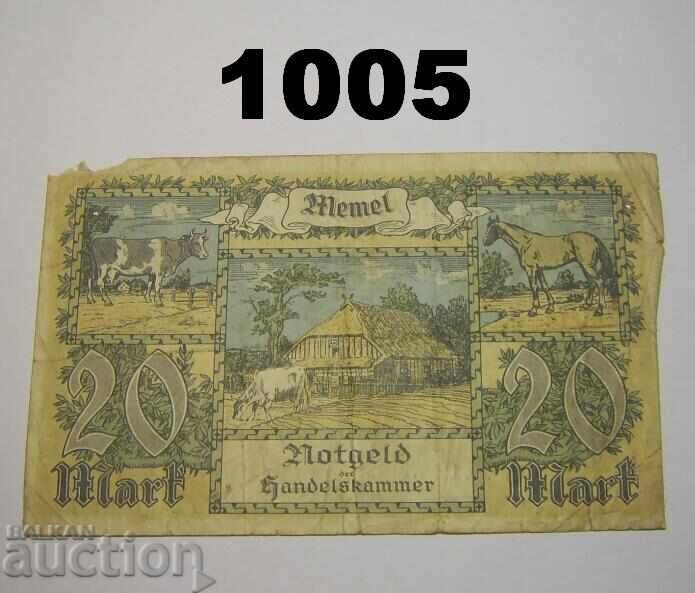 1005
Memel
20 Mark
20 Mark
Notgeld
der
Handelskammer
BALKAN
auction